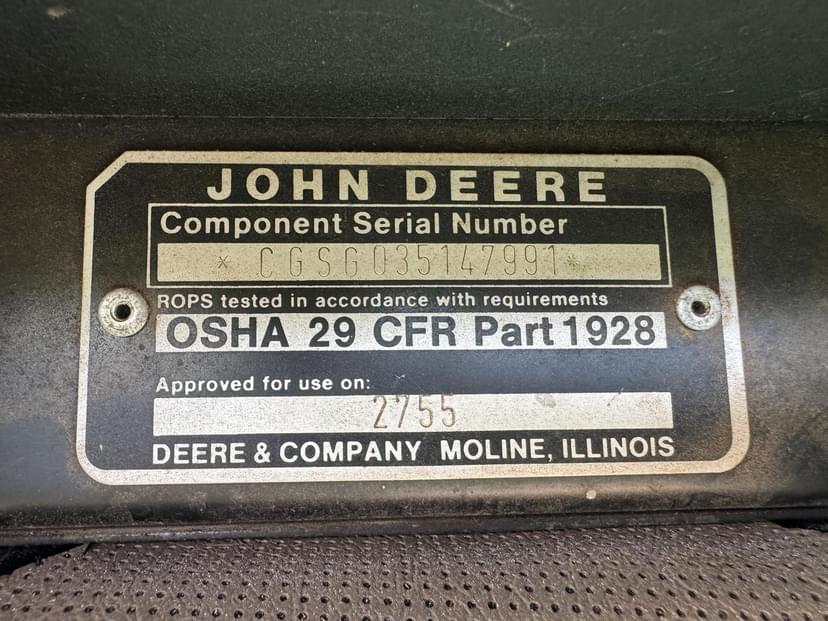 JOHN DEERE
Component Serial Number
* CGSG035147991*
ROPS tested in accordance with requirements
OSHA 29 CFR Part 1928
Approved for use on:
2755
DEERE & COMPANY MOLINE, ILLINOIS